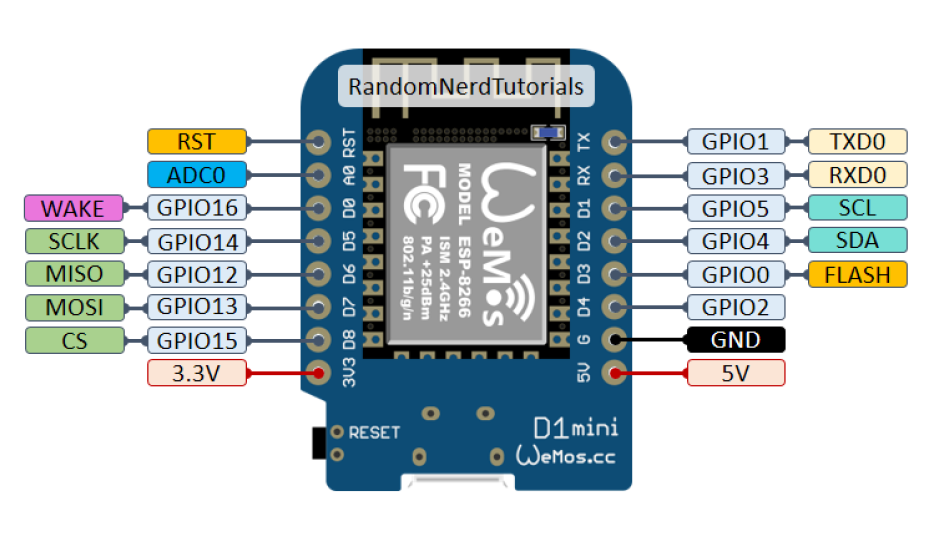 RandomNerdTutorials
RST
ADC0
WAKE GPIO16
SCLK GPIO14
MISO GPIO12
MOSI GPIO13
CS GPIO15
3.3V
RST
A0
D0
D5
D6
D7
D8
3V3
WeMos
MODEL ESP-8266
ISM 2.4GHz
PA +25dBm
802.11b/g/n
FC
TX
RX
D1
D2
D3
D4
G
5V
GPIO1 TXD0
GPIO3 RXD0
GPIO5 SCL
GPIO4 SDA
GPIO0 FLASH
GPIO2
GND
5V
RESET
D1 mini
WeMos.cc